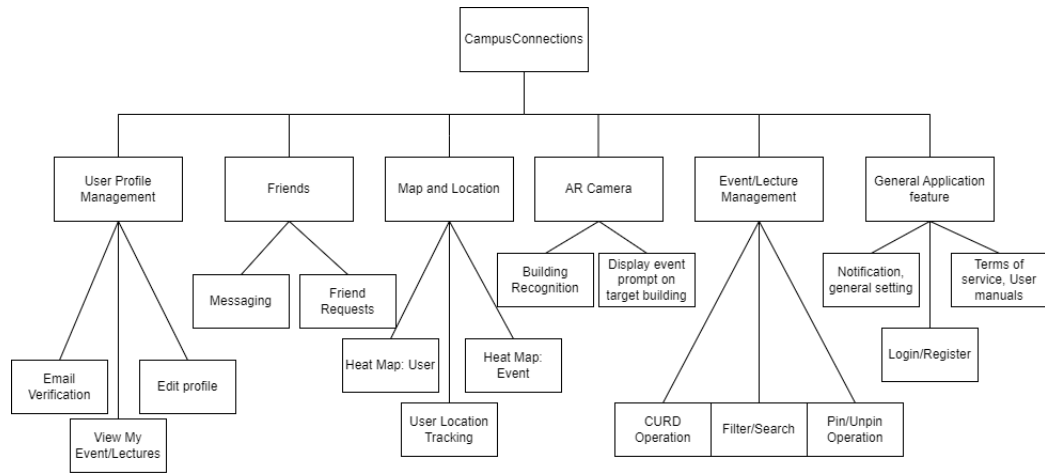 CampusConnections
User Profile
Management
Friends
Map and Location
AR Camera
Event/Lecture
Management
General Application
feature
Messaging
Friend
Requests
Building
Recognition
Display event
prompt on
target building
Notification,
general setting
Terms of
service, User
manuals
Heat Map: User
Heat Map:
Event
Login/Register
Email
Verification
Edit profile
User Location
Tracking
CURD
Operation
Filter/Search
Pin/Unpin
Operation
View My
Event/Lectures